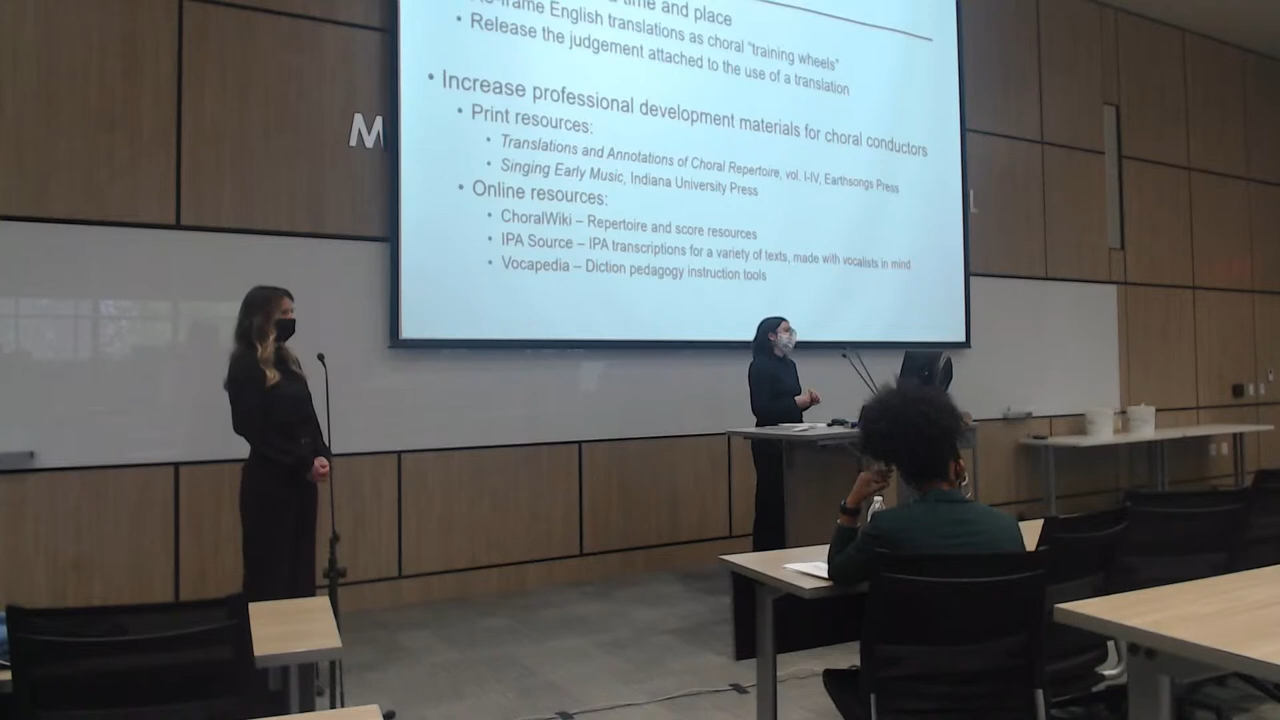 time and place
frame English translations as choral "training wheels"
• Release the judgement attached to the use of a translation
• Increase professional development materials for choral conductors
• Print resources:
• Translations and Annotations of Choral Repertoire, vol. I-IV, Earthsongs Press
• Singing Early Music, Indiana University Press
• Online resources:
• ChoralWiki – Repertoire and score resources
• IPA Source – IPA transcriptions for a variety of texts, made with vocalists in mind
• Vocapedia – Diction pedagogy instruction tools
M
L